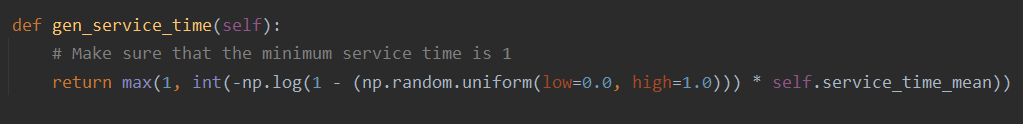 def gen_service_time(self):
    # Make sure that the minimum service time is 1
    return max(1, int(-np.log(1 - (np.random.uniform(low=0.0, high=1.0))) * self.service_time_mean))